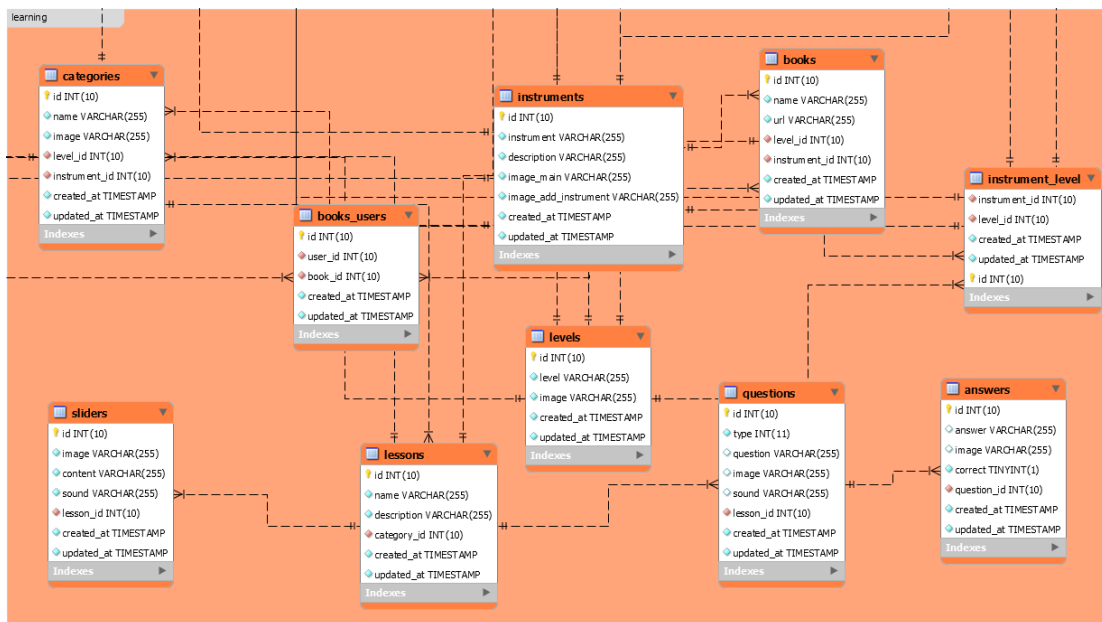 learning
categories
id INT(10)
name VARCHAR(255)
image VARCHAR(255)
level_id INT(10)
instrument_id INT(10)
created_at TIMESTAMP
updated_at TIMESTAMP
Indexes
instruments
id INT(10)
instrument VARCHAR(255)
description VARCHAR(255)
image_main VARCHAR(255)
image_add_instrument VARCHAR(255)
created_at TIMESTAMP
updated_at TIMESTAMP
Indexes
books
id INT(10)
name VARCHAR(255)
url VARCHAR(255)
level_id INT(10)
instrument_id INT(10)
created_at TIMESTAMP
updated_at TIMESTAMP
Indexes
instrument_level
instrument_id INT(10)
level_id INT(10)
created_at TIMESTAMP
updated_at TIMESTAMP
id INT(10)
Indexes
books_users
id INT(10)
user_id INT(10)
book_id INT(10)
created_at TIMESTAMP
updated_at TIMESTAMP
Indexes
levels
id INT(10)
level VARCHAR(255)
image VARCHAR(255)
created_at TIMESTAMP
updated_at TIMESTAMP
Indexes
sliders
id INT(10)
image VARCHAR(255)
content VARCHAR(255)
sound VARCHAR(255)
lesson_id INT(10)
created_at TIMESTAMP
updated_at TIMESTAMP
Indexes
lessons
id INT(10)
name VARCHAR(255)
description VARCHAR(255)
category_id INT(10)
created_at TIMESTAMP
updated_at TIMESTAMP
Indexes
questions
id INT(10)
type INT(11)
question VARCHAR(255)
image VARCHAR(255)
sound VARCHAR(255)
lesson_id INT(10)
created_at TIMESTAMP
updated_at TIMESTAMP
Indexes
answers
id INT(10)
answer VARCHAR(255)
image VARCHAR(255)
correct TINYINT(1)
question_id INT(10)
created_at TIMESTAMP
updated_at TIMESTAMP
Indexes